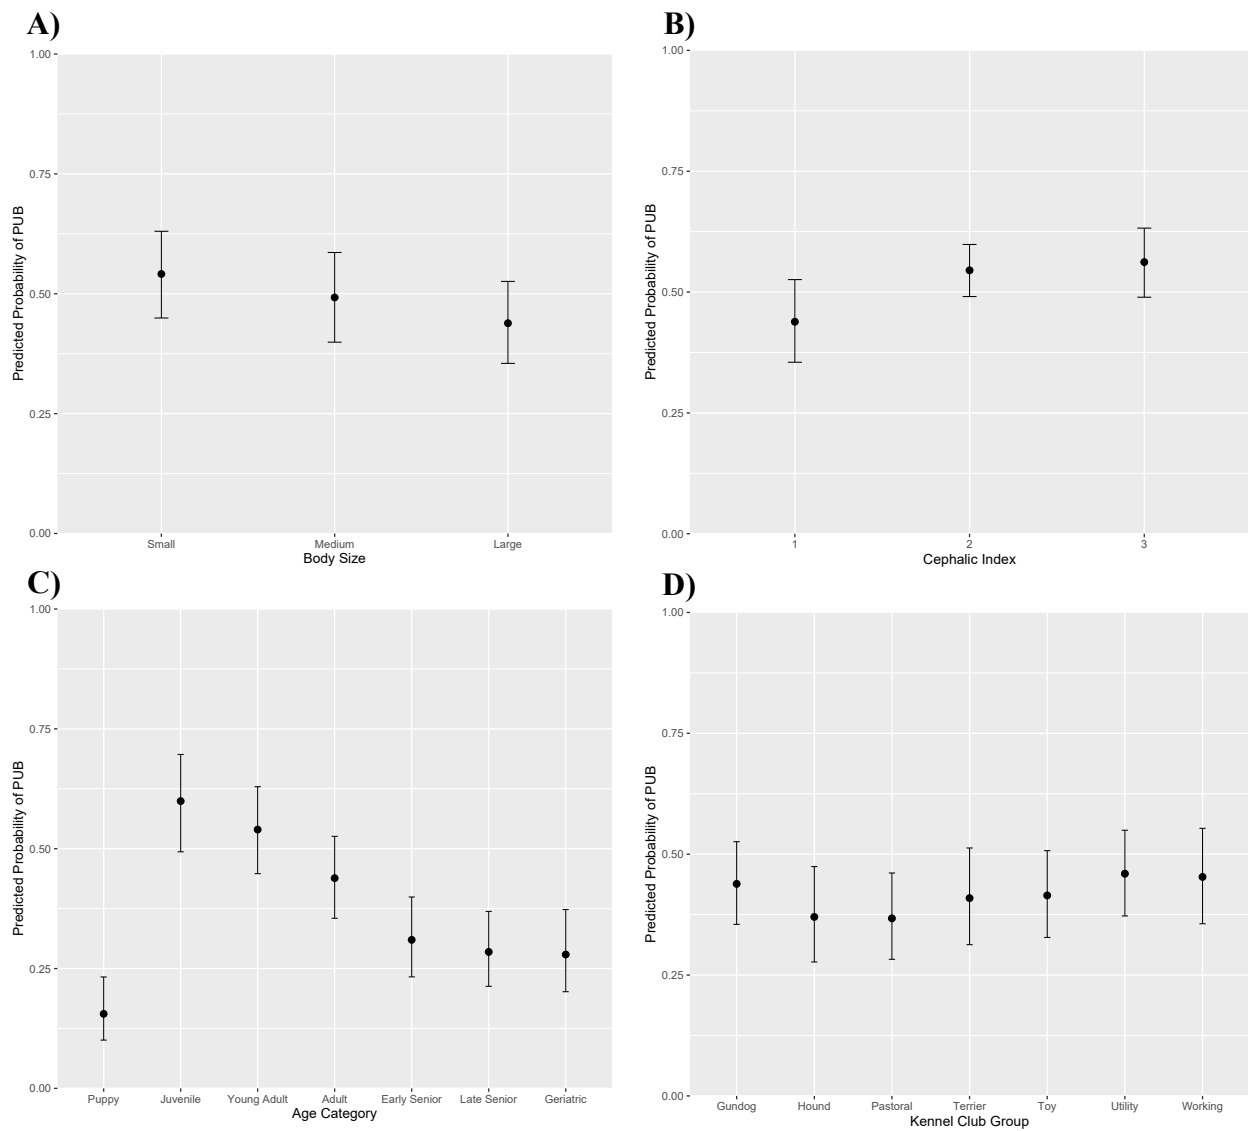 A)
1.00
0.75
0.50
0.25
0.00
Predicted Probability of PUB
Small Medium Large
Body Size
B)
1.00
0.75
0.50
0.25
0.00
Predicted Probability of PUB
1 2 3
Cephalic Index
C)
1.00
0.75
0.50
0.25
0.00
Predicted Probability of PUB
Puppy Juvenile Young Adult Adult Early Senior Late Senior Geriatric
Age Category
D)
1.00
0.75
0.50
0.25
0.00
Predicted Probability of PUB
Gundog Hound Pastoral Terrier Toy Utility Working
Kennel Club Group